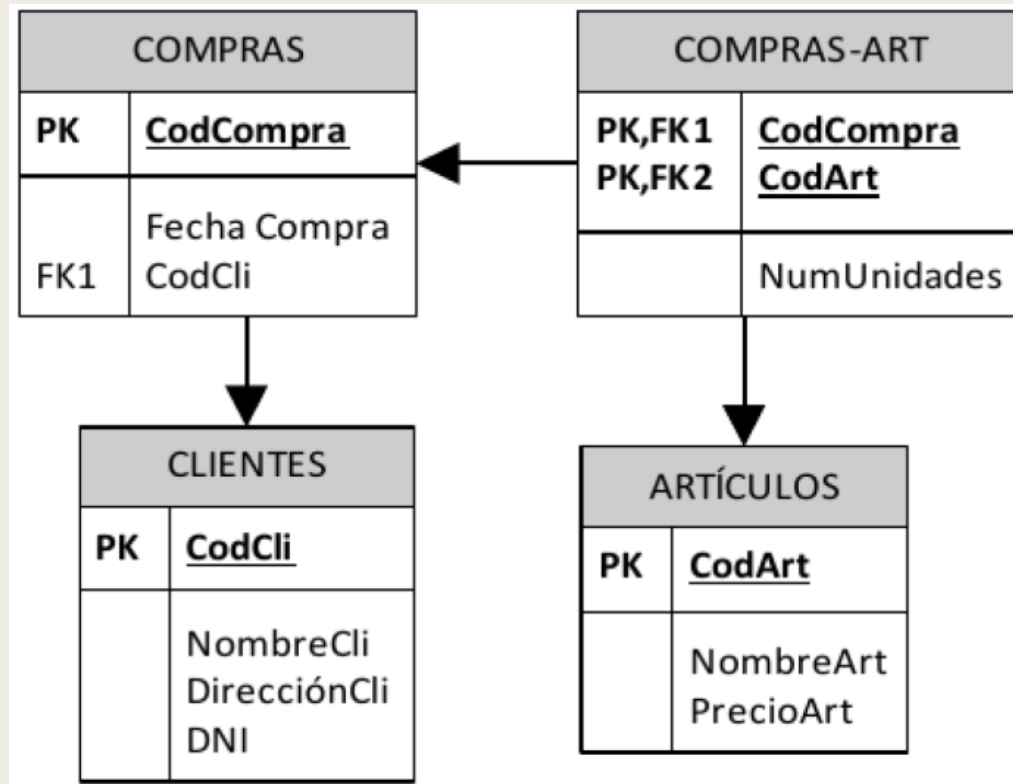 COMPRAS
PK CodCompra
Fecha Compra
FK1 CodCli
COMPRAS-ART
PK,FK1 CodCompra
PK,FK2 CodArt
NumUnidades
CLIENTES
PK CodCli
NombreCli
DirecciónCli
DNI
ARTÍCULOS
PK CodArt
NombreArt
PrecioArt